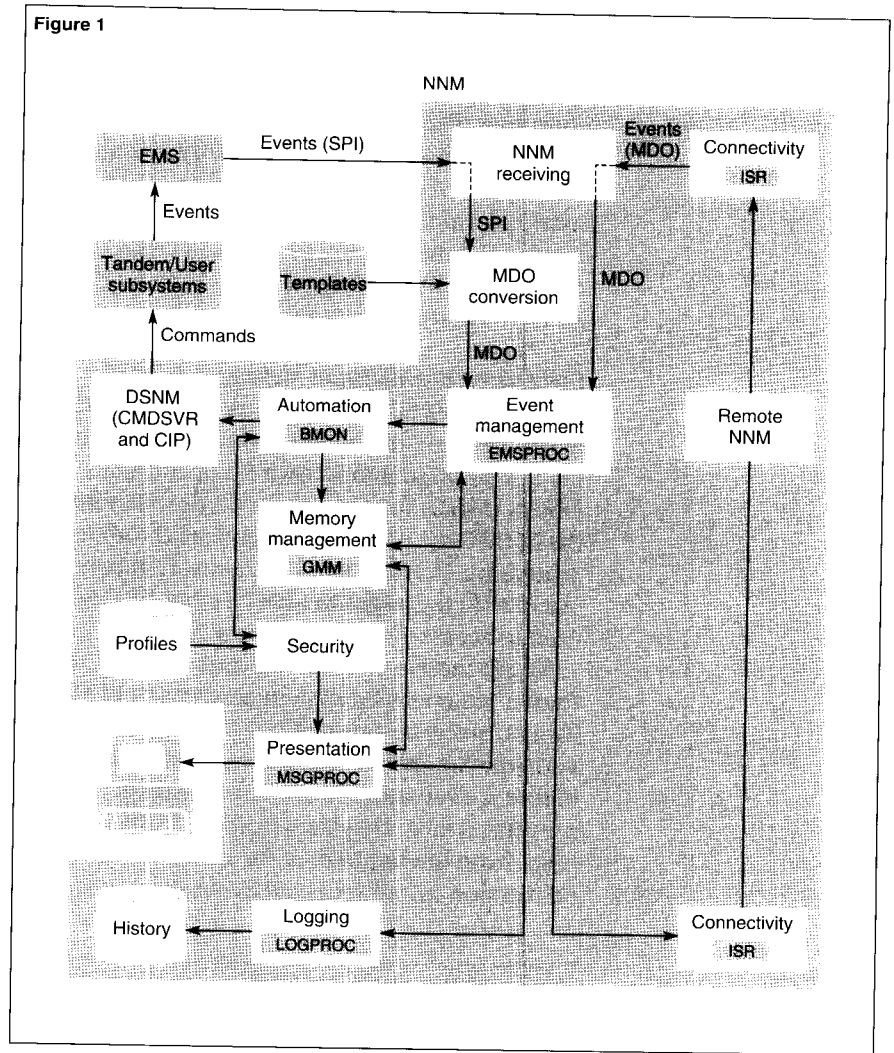 Figure 1
NNM
EMS
Events (SPI)
NNM
receiving
Events
(MDO)
Connectivity
ISR
Events
SPI
Tandem/User
subsystems
Templates
MDO
conversion
MDO
Commands
MDO
DSNM
(CMDSVR
and CIP)
Automation
BMON
Event
management
EMSPROC
Remote
NNM
Memory
management
GMM
Profiles
Security
Presentation
MSGPROC
History
Logging
LOGPROC
Connectivity
ISR